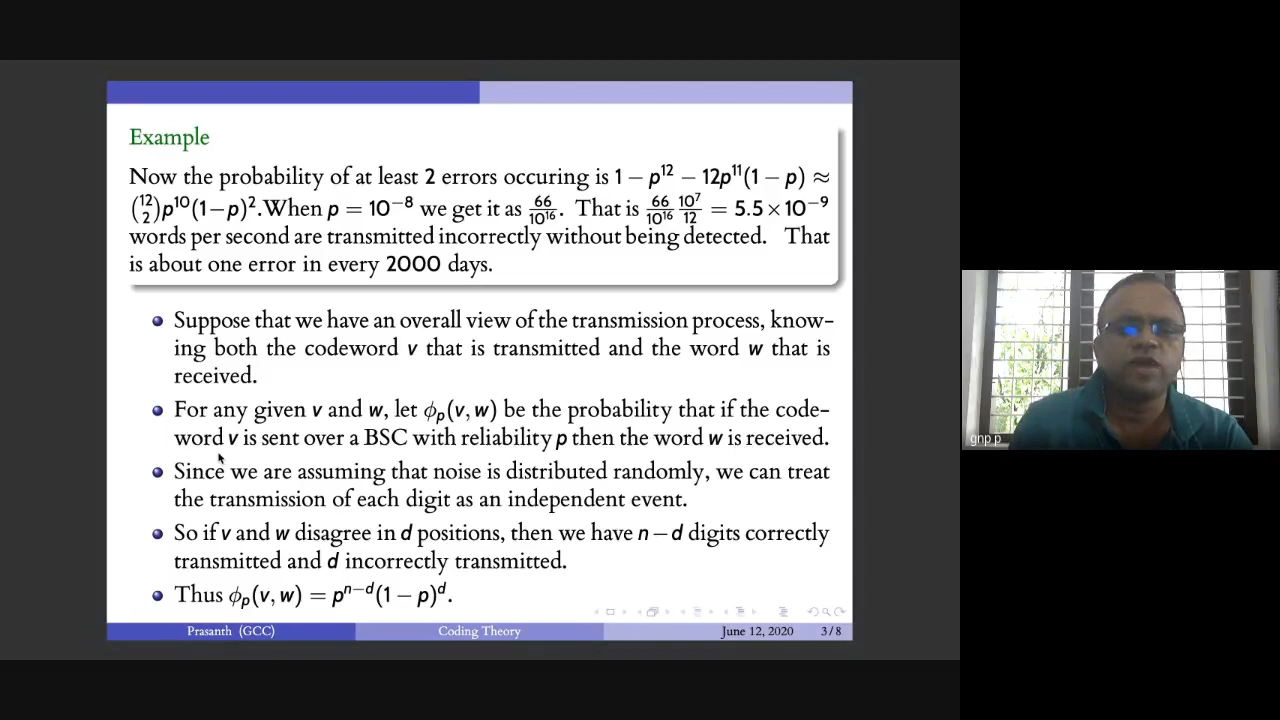 Example
Now the probability of at least 2 errors occuring is 1 − p¹² − 12p¹¹(1 − p) ≈
(12 2)p¹⁰(1−p)². When p = 10⁻⁸ we get it as 66/10¹⁶. That is 66/10¹⁶ 10⁷/12 = 5.5 × 10⁻⁹
words per second are transmitted incorrectly without being detected. That
is about one error in every 2000 days.
Suppose that we have an overall view of the transmission process, know-
ing both the codeword v that is transmitted and the word w that is
received.
For any given v and w, let ϕₚ(v, w) be the probability that if the code-
word v is sent over a BSC with reliability p then the word w is received.
Since we are assuming that noise is distributed randomly, we can treat
the transmission of each digit as an independent event.
So if v and w disagree in d positions, then we have n − d digits correctly
transmitted and d incorrectly transmitted.
Thus ϕₚ(v, w) = pⁿ⁻ᵈ(1 − p)ᵈ.
Prasanth (GCC) Coding Theory June 12, 2020 3 / 8
gnp p